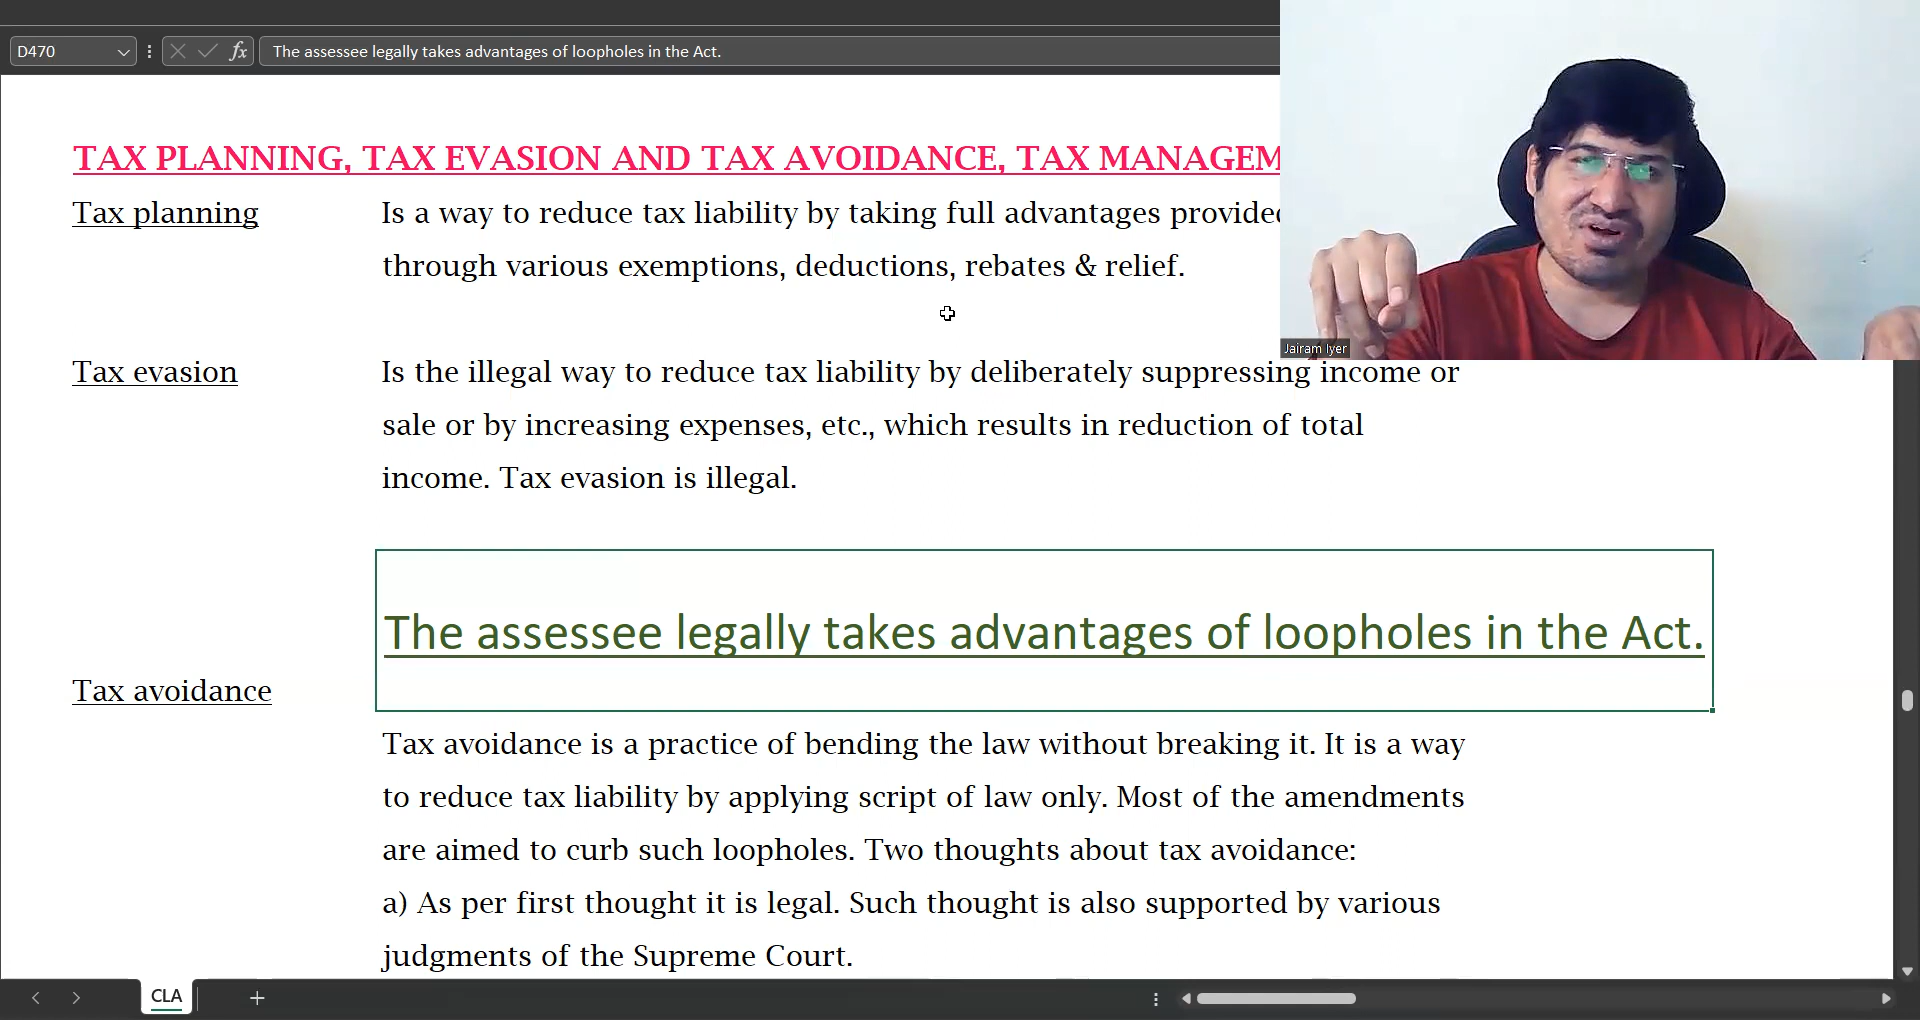 D470
fx
The assessee legally takes advantages of loopholes in the Act.
TAX PLANNING, TAX EVASION AND TAX AVOIDANCE, TAX MANAGEM
Tax planning
Is a way to reduce tax liability by taking full advantages provided
through various exemptions, deductions, rebates & relief.
Jairam Iyer
Tax evasion
Is the illegal way to reduce tax liability by deliberately suppressing income or
sale or by increasing expenses, etc., which results in reduction of total
income. Tax evasion is illegal.
The assessee legally takes advantages of loopholes in the Act.
Tax avoidance
Tax avoidance is a practice of bending the law without breaking it. It is a way
to reduce tax liability by applying script of law only. Most of the amendments
are aimed to curb such loopholes. Two thoughts about tax avoidance:
a) As per first thought it is legal. Such thought is also supported by various
judgments of the Supreme Court.
CLA